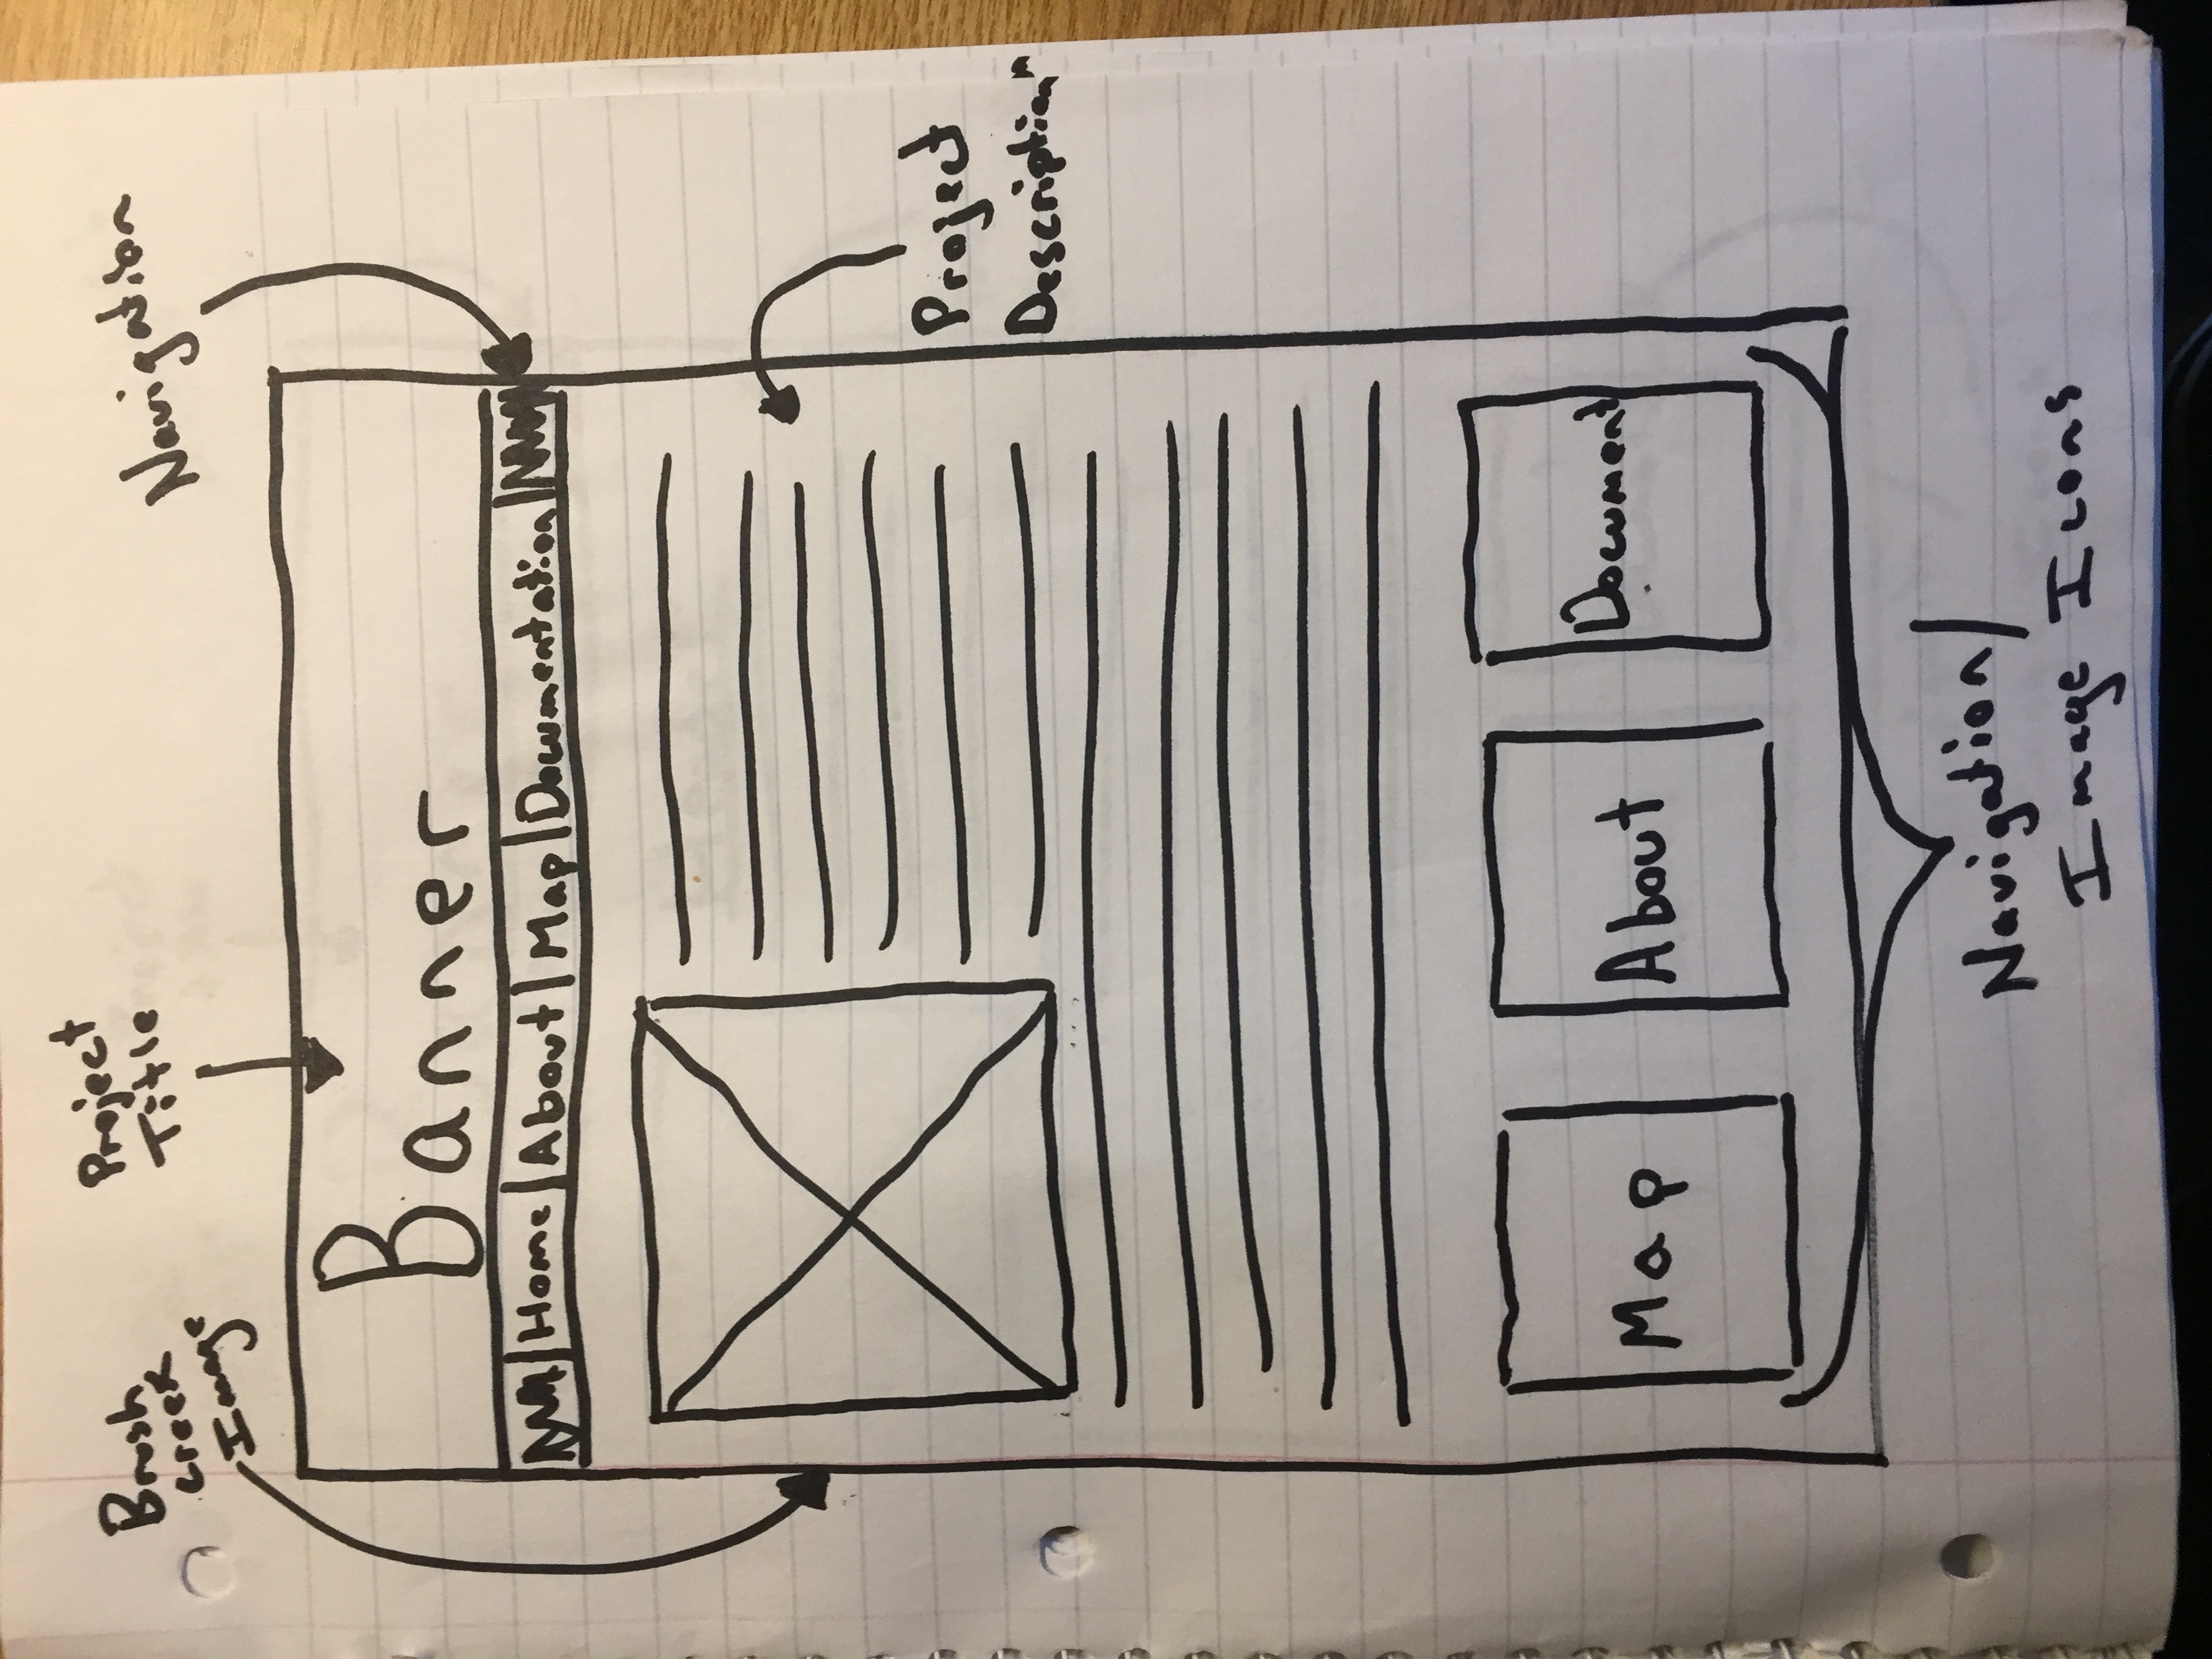 Brush
Creek
Image
Project
Title
Navigation
Banner
Home | About | Map | Documentation
Project
Description
Map
About
Document
Navigation/
Image Icons